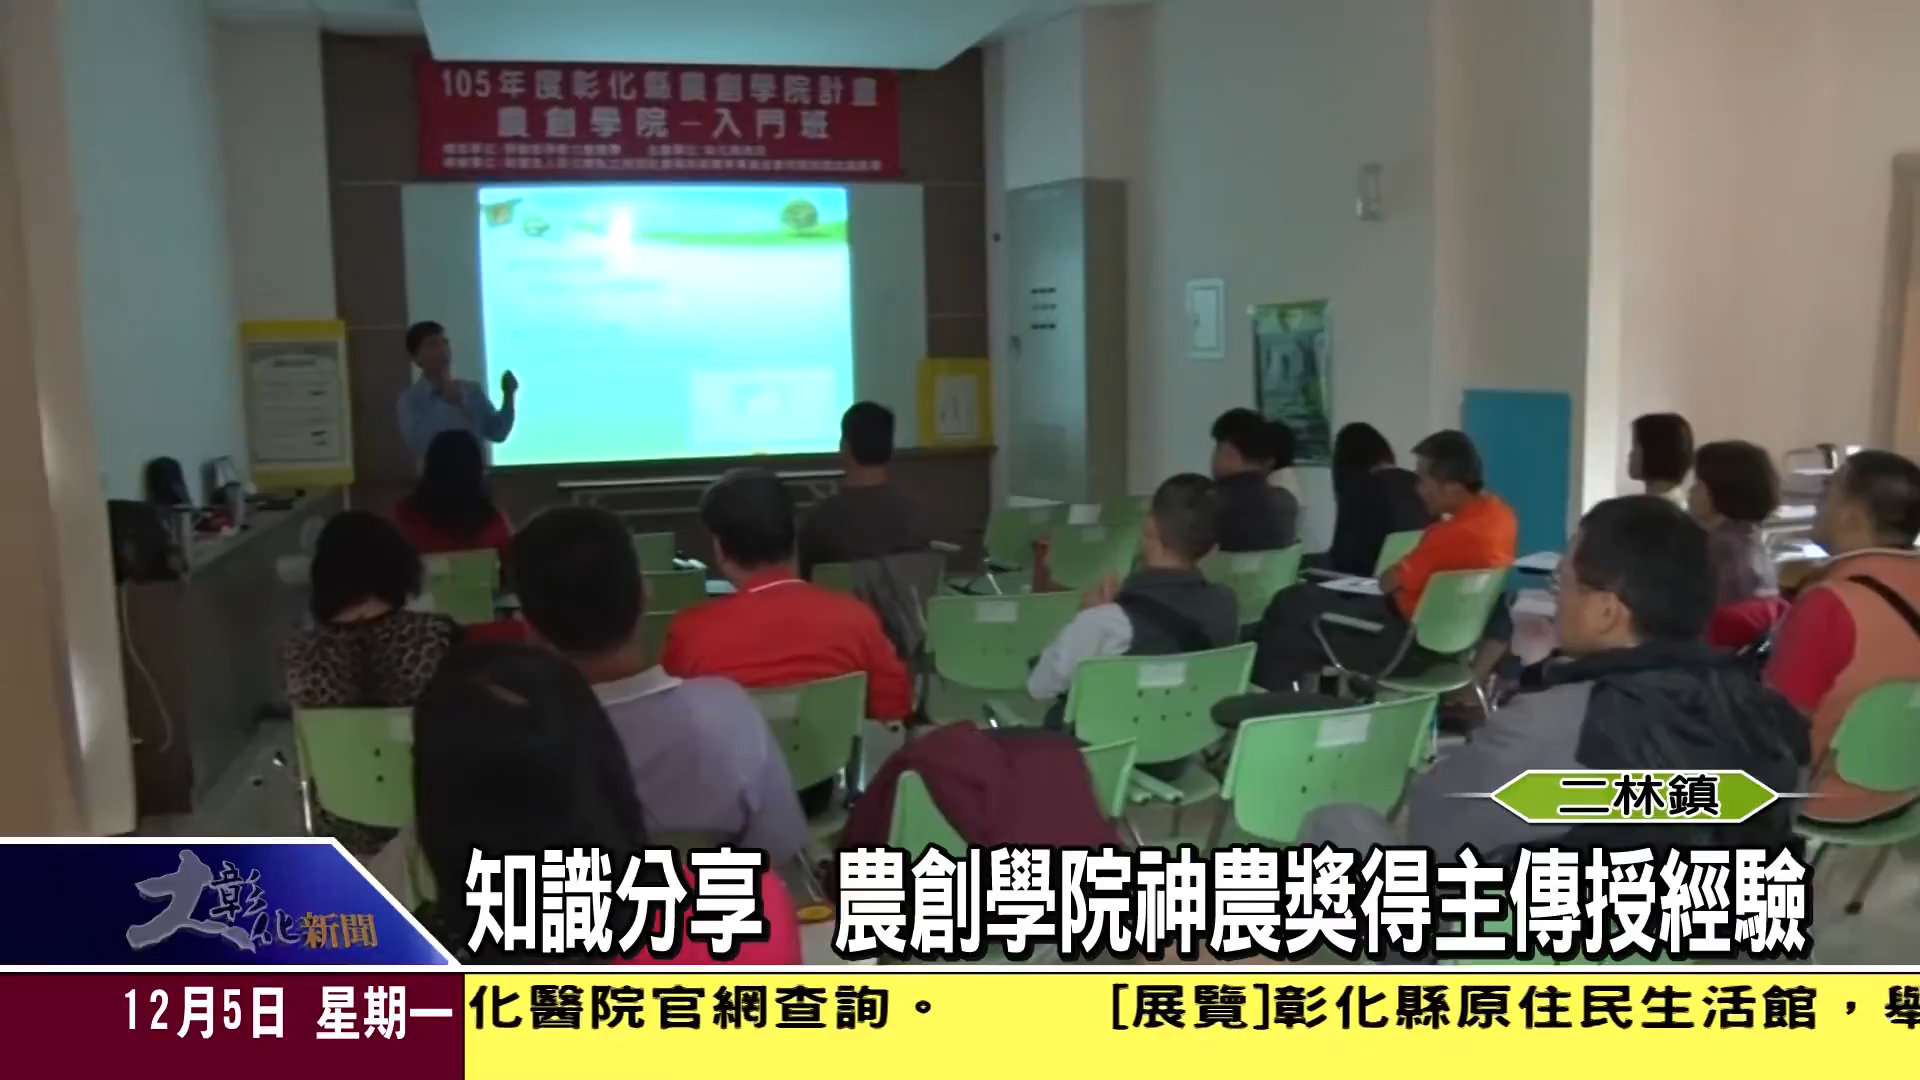 105年度彰化縣農創學院計畫
農創學院－入門班
二林鎮
大彰化新聞
知識分享 農創學院神農獎得主傳授經驗
12月5日 星期一
化醫院官網查詢。 [展覽]彰化縣原住民生活館，舉